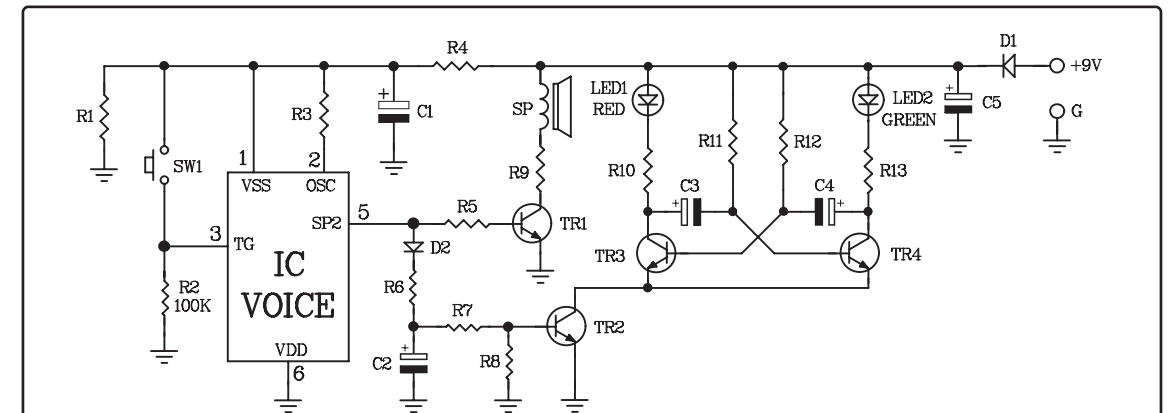 R4
D1
+9V
LED1
RED
LED2
GREEN
C5
G
R1
SW1
R3
C1
SP
R11
R12
R9
R10
R13
C3
C4
1
2
VSS
OSC
SP2
5
R5
TR1
3
TG
D2
TR3
TR4
IC
VOICE
R2
100K
R6
R7
TR2
VDD
6
C2
R8
+
+
+
+
+